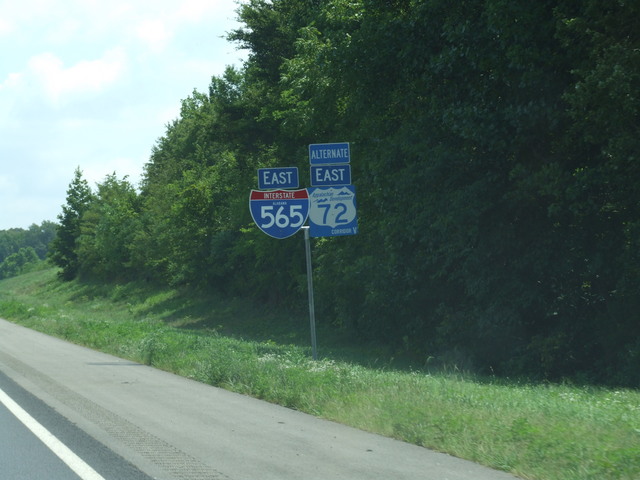 ALTERNATE
EAST
EAST
INTERSTATE
565
72
CORRIDOR V